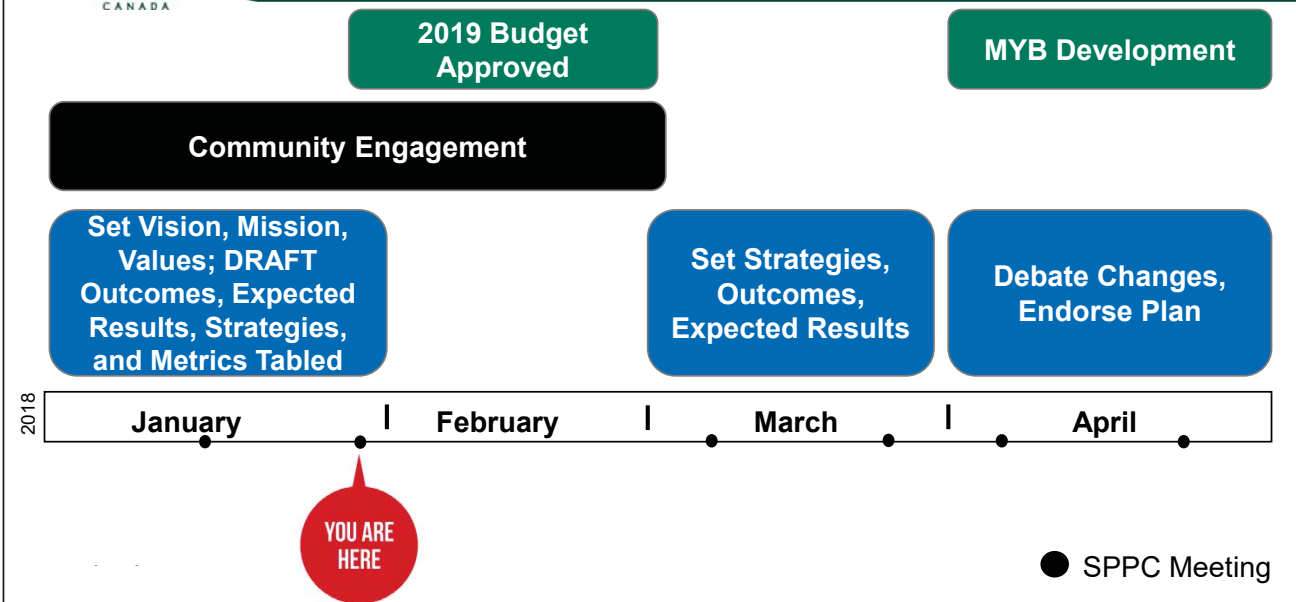 CANADA
2019 Budget
Approved
MYB Development
Community Engagement
Set Vision, Mission,
Values; DRAFT
Outcomes, Expected
Results, Strategies,
and Metrics Tabled
Set Strategies,
Outcomes,
Expected Results
Debate Changes,
Endorse Plan
2018
January
February
March
April
YOU ARE
HERE
SPPC Meeting